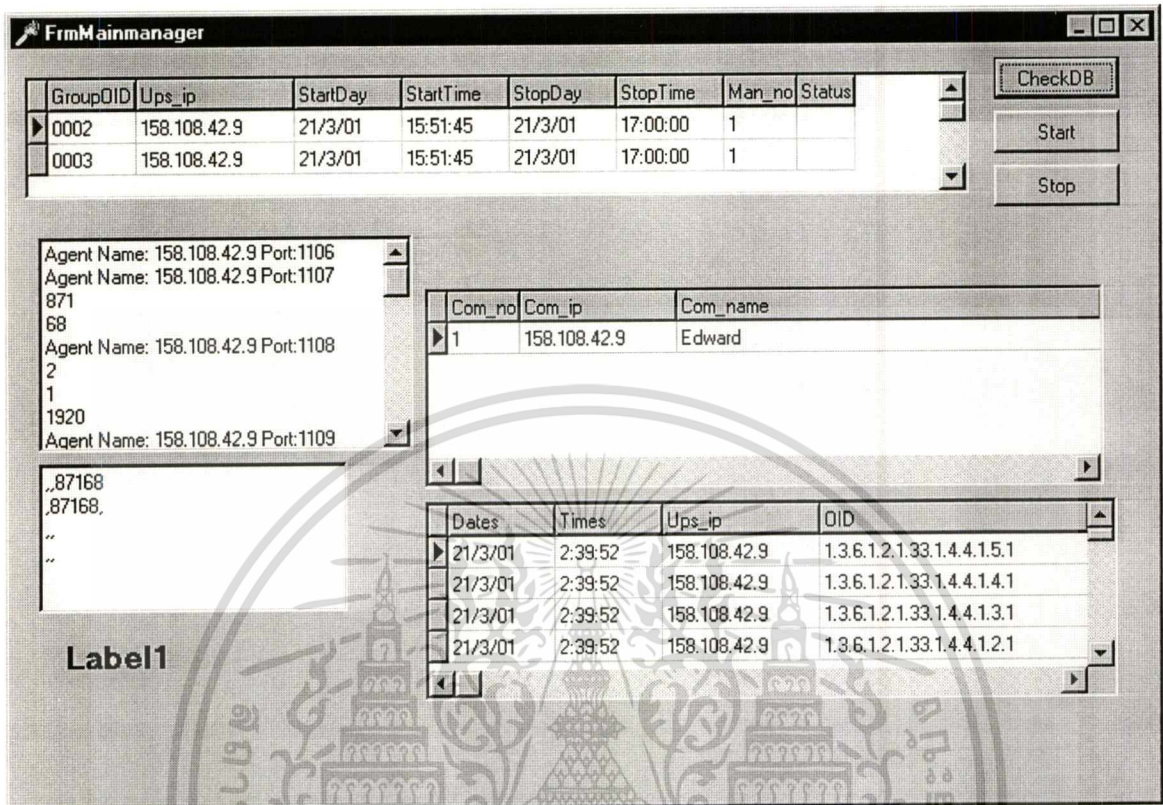 FrmMainmanager
GroupOID Ups_ip StartDay StartTime StopDay StopTime Man_no Status
0002 158.108.42.9 21/3/01 15:51:45 21/3/01 17:00:00 1
0003 158.108.42.9 21/3/01 15:51:45 21/3/01 17:00:00 1
CheckDB
Start
Stop
Agent Name: 158.108.42.9 Port:1106
Agent Name: 158.108.42.9 Port:1107
871
68
Agent Name: 158.108.42.9 Port:1108
2
1
1920
Agent Name: 158.108.42.9 Port:1109
Com_no Com_ip Com_name
1 158.108.42.9 Edward
,,87168
,87168,
,,
,,
Label1
Dates Times Ups_ip OID
21/3/01 2:39:52 158.108.42.9 1.3.6.1.2.1.33.1.4.4.1.5.1
21/3/01 2:39:52 158.108.42.9 1.3.6.1.2.1.33.1.4.4.1.4.1
21/3/01 2:39:52 158.108.42.9 1.3.6.1.2.1.33.1.4.4.1.3.1
21/3/01 2:39:52 158.108.42.9 1.3.6.1.2.1.33.1.4.4.1.2.1